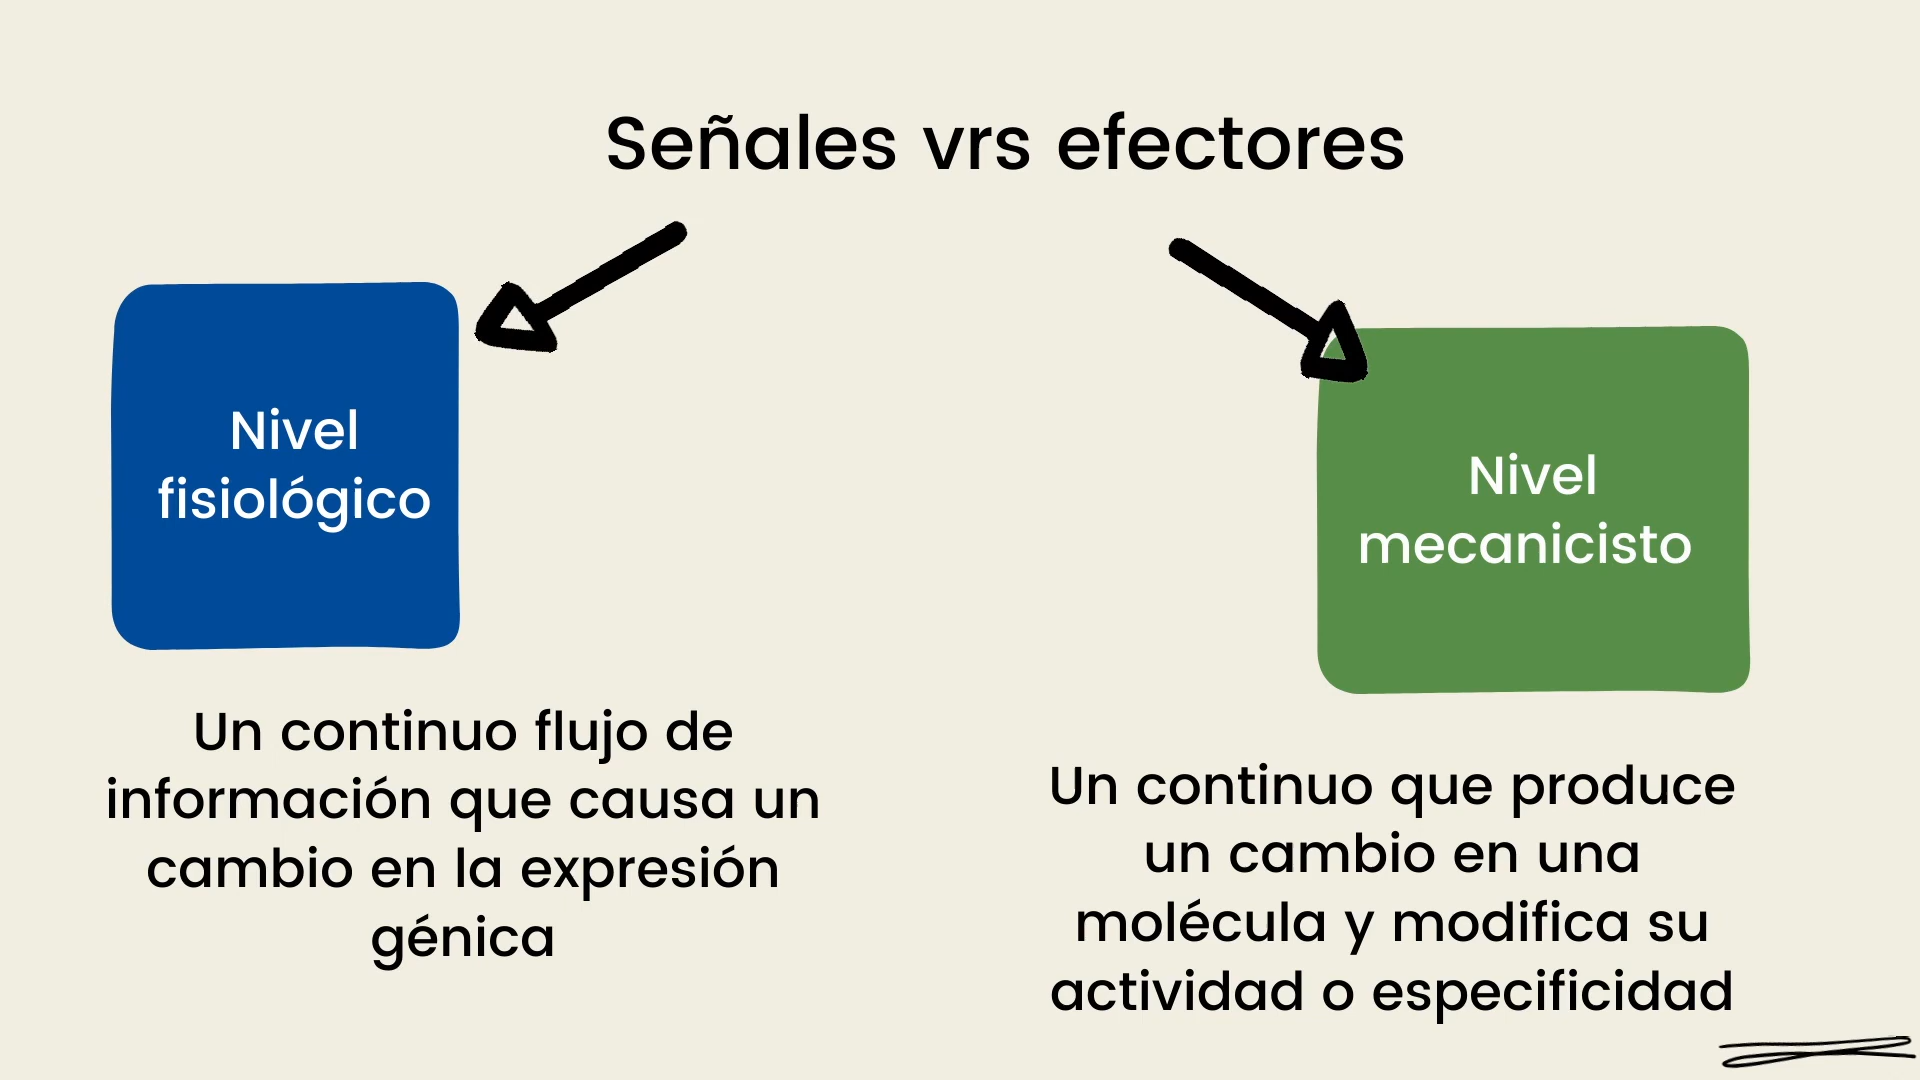 Señales vrs efectores
Nivel
fisiológico
Un continuo flujo de
información que causa un
cambio en la expresión
génica
Nivel
mecanicisto
Un continuo que produce
un cambio en una
molécula y modifica su
actividad o especificidad